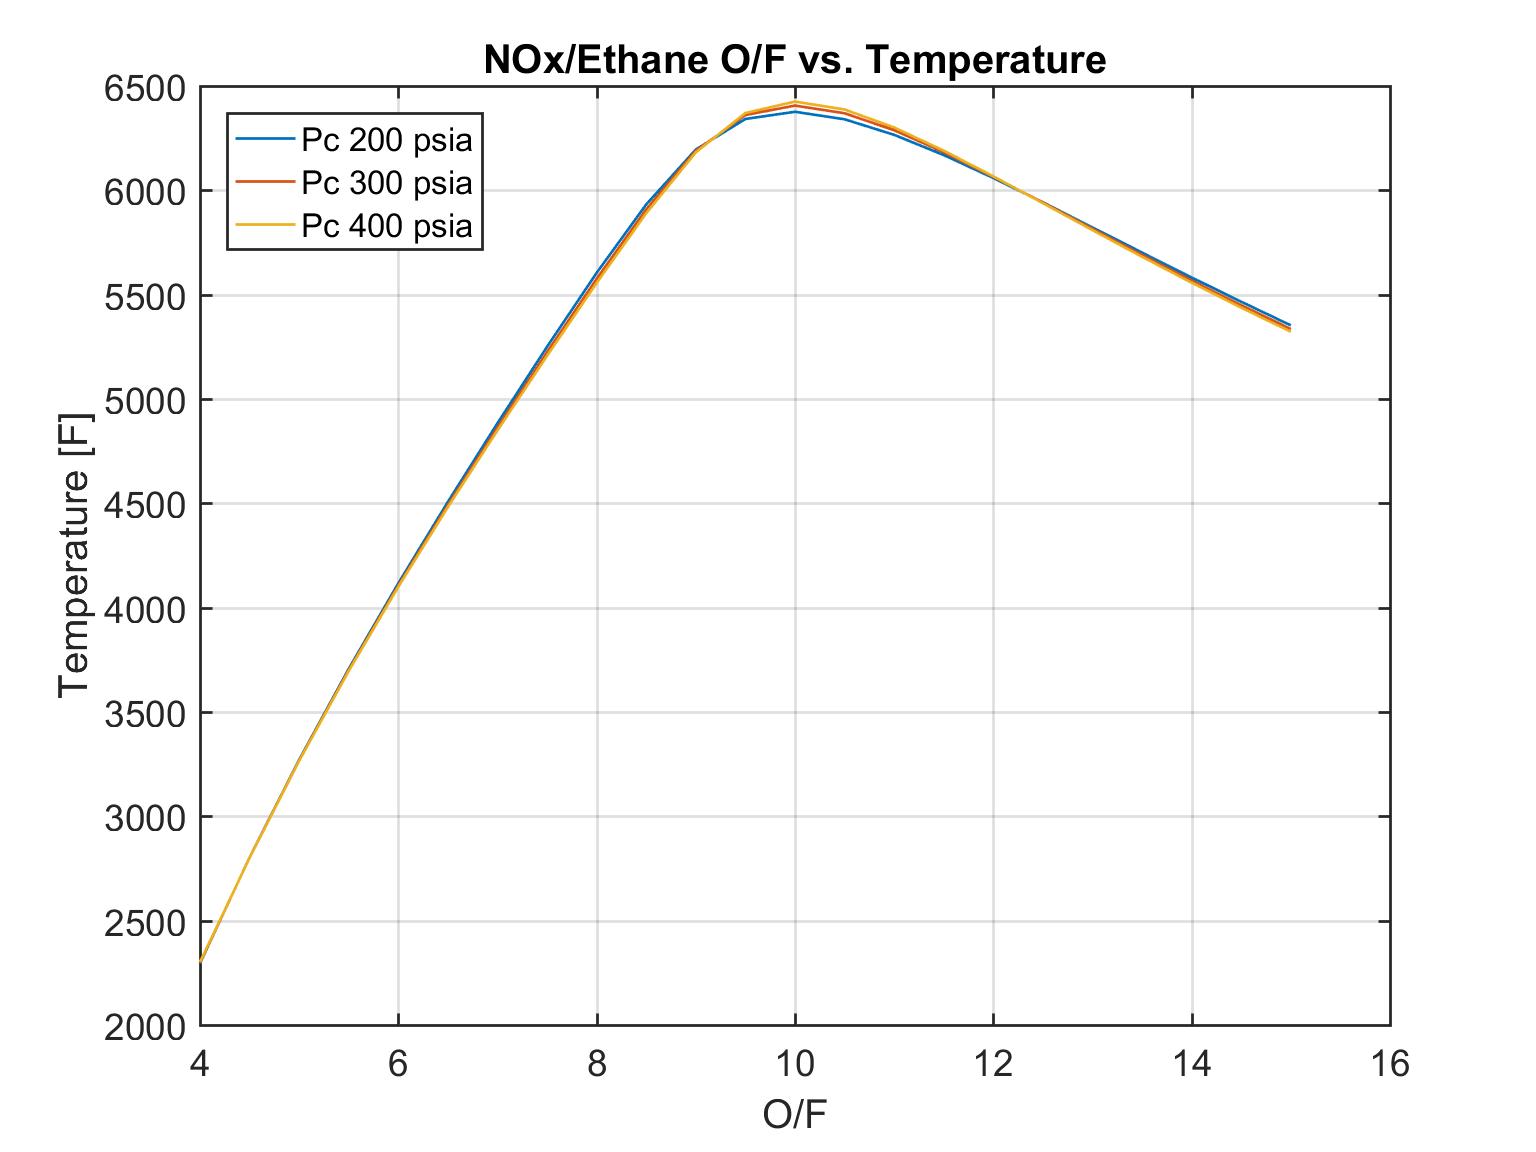 NOx/Ethane O/F vs. Temperature
6500
6000
5500
5000
4500
4000
3500
3000
2500
2000
Pc 200 psia
Pc 300 psia
Pc 400 psia
Temperature [F]
4 6 8 10 12 14 16
O/F